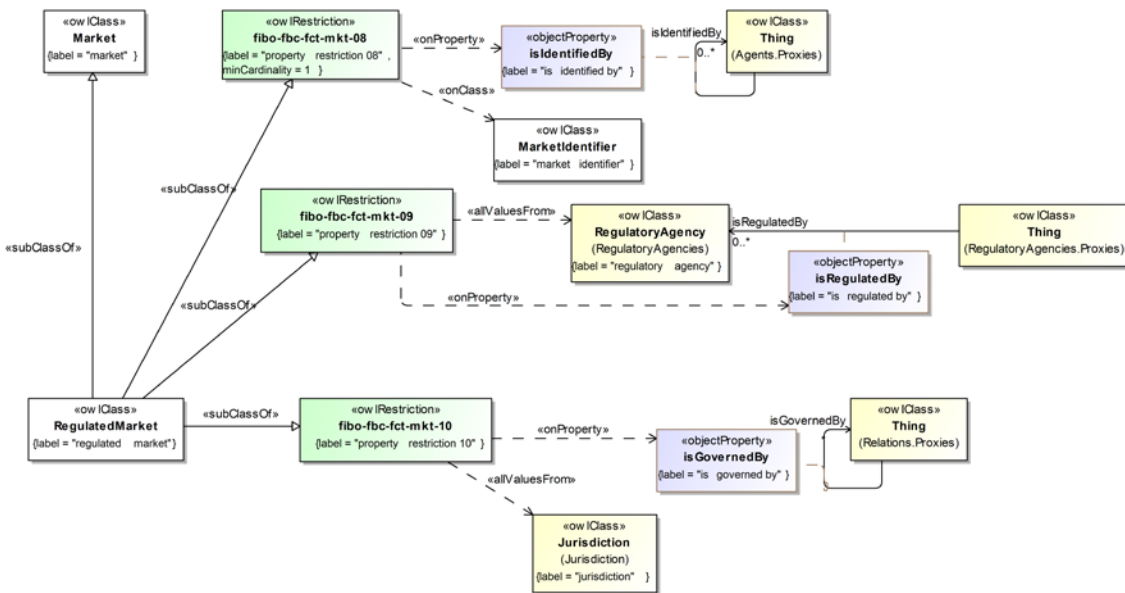 «owlClass»
Market
{label = "market" }
«owlRestriction»
fibo-fbc-fct-mkt-08
{label = "property restriction 08" ,
minCardinality = 1 }
«onProperty»
«objectProperty»
isIdentifiedBy
{label = "is identified by" }
isIdentifiedBy
0..*
«owlClass»
Thing
(Agents.Proxies)
«onClass»
«owlClass»
MarketIdentifier
{label = "market identifier" }
«subClassOf»
«owlRestriction»
fibo-fbc-fct-mkt-09
{label = "property restriction 09" }
«allValuesFrom»
«owlClass»
RegulatoryAgency
(RegulatoryAgencies)
{label = "regulatory agency" }
isRegulatedBy
0..*
«owlClass»
Thing
(RegulatoryAgencies.Proxies)
«subClassOf»
«objectProperty»
isRegulatedBy
{label = "is regulated by" }
«onProperty»
«subClassOf»
«owlClass»
RegulatedMarket
{label = "regulated market"}
«subClassOf»
«owlRestriction»
fibo-fbc-fct-mkt-10
{label = "property restriction 10" }
«onProperty»
«objectProperty»
isGovernedBy
{label = "is governed by" }
isGovernedBy
«owlClass»
Thing
(Relations.Proxies)
«allValuesFrom»
«owlClass»
Jurisdiction
(Jurisdiction)
{label = "jurisdiction" }